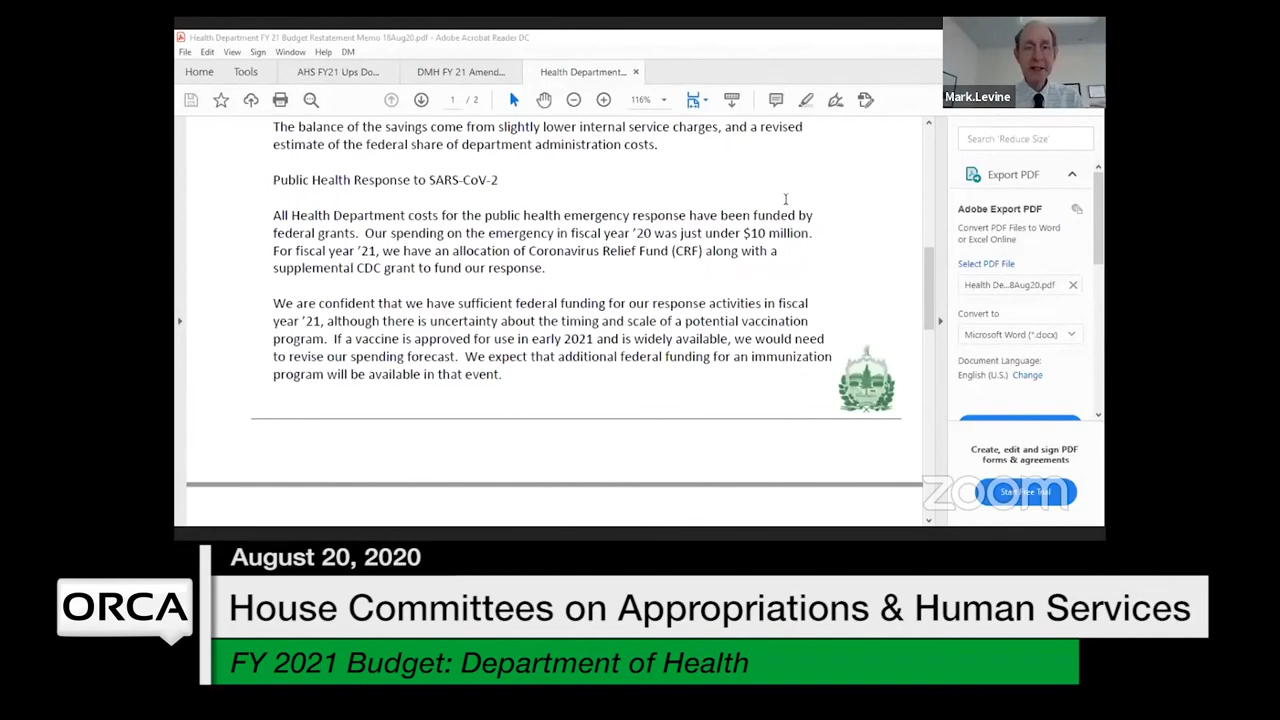 Health Department FY 21 Budget Restatement Memo 18Aug20.pdf - Adobe Acrobat Reader DC
File Edit View Sign Window Help DM
Home Tools AHS FY21 Ups Do... DMH FY 21 Amend... Health Department... ×
1 / 2 116%
Mark.Levine
The balance of the savings come from slightly lower internal service charges, and a revised
estimate of the federal share of department administration costs.
Public Health Response to SARS-CoV-2
All Health Department costs for the public health emergency response have been funded by
federal grants. Our spending on the emergency in fiscal year ’20 was just under $10 million.
For fiscal year ’21, we have an allocation of Coronavirus Relief Fund (CRF) along with a
supplemental CDC grant to fund our response.
We are confident that we have sufficient federal funding for our response activities in fiscal
year ’21, although there is uncertainty about the timing and scale of a potential vaccination
program. If a vaccine is approved for use in early 2021 and is widely available, we would need
to revise our spending forecast. We expect that additional federal funding for an immunization
program will be available in that event.
Search 'Reduce Size'
Export PDF
Adobe Export PDF
Convert PDF Files to Word
or Excel Online
Select PDF File
Health De...8Aug20.pdf
Convert to
Microsoft Word (*.docx)
Document Language:
English (U.S.) Change
Create, edit and sign PDF
forms & agreements
Start Free Trial
zoom
August 20, 2020
ORCA
House Committees on Appropriations & Human Services
FY 2021 Budget: Department of Health